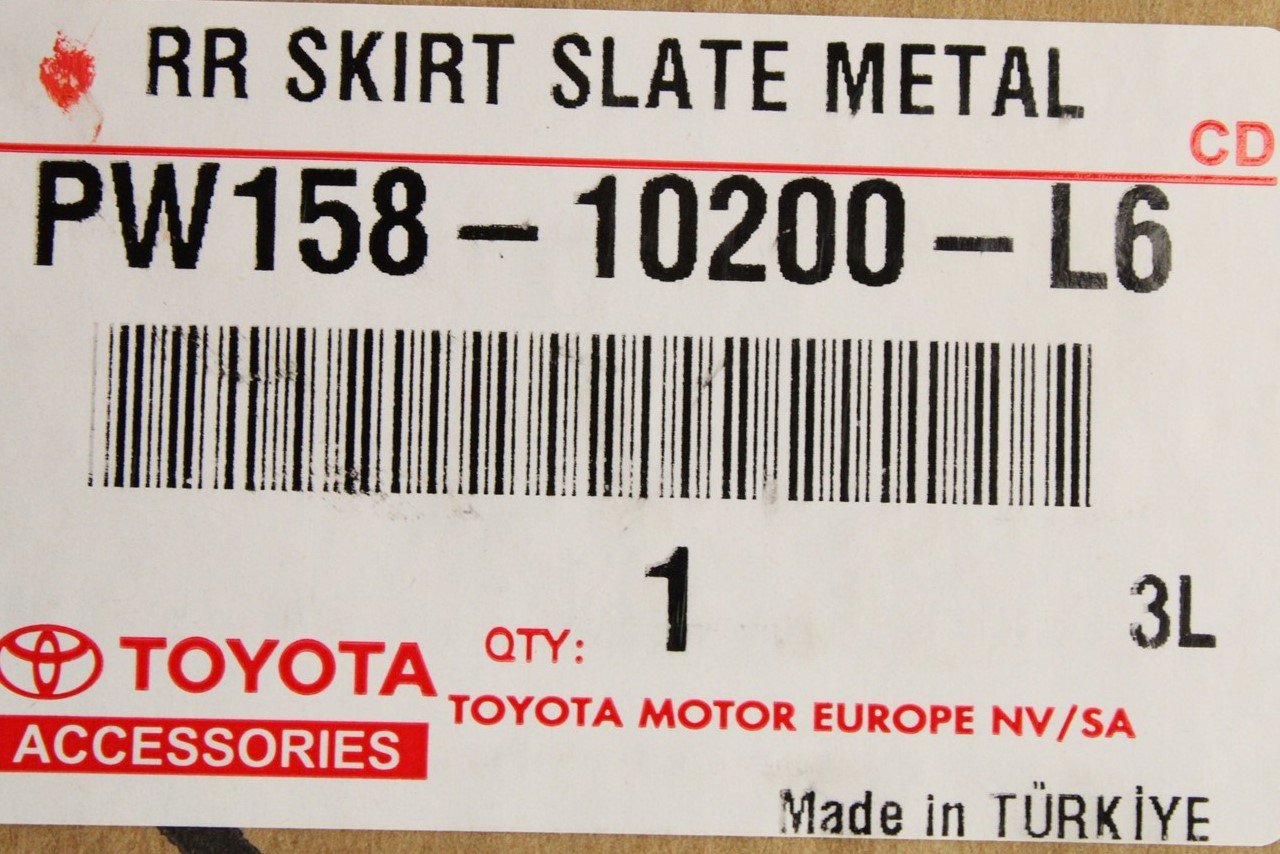 RR SKIRT SLATE METAL
CD
PW158-10200-L6
1
3L
QTY:
TOYOTA
TOYOTA MOTOR EUROPE NV/SA
ACCESSORIES
Made in TÜRKİYE